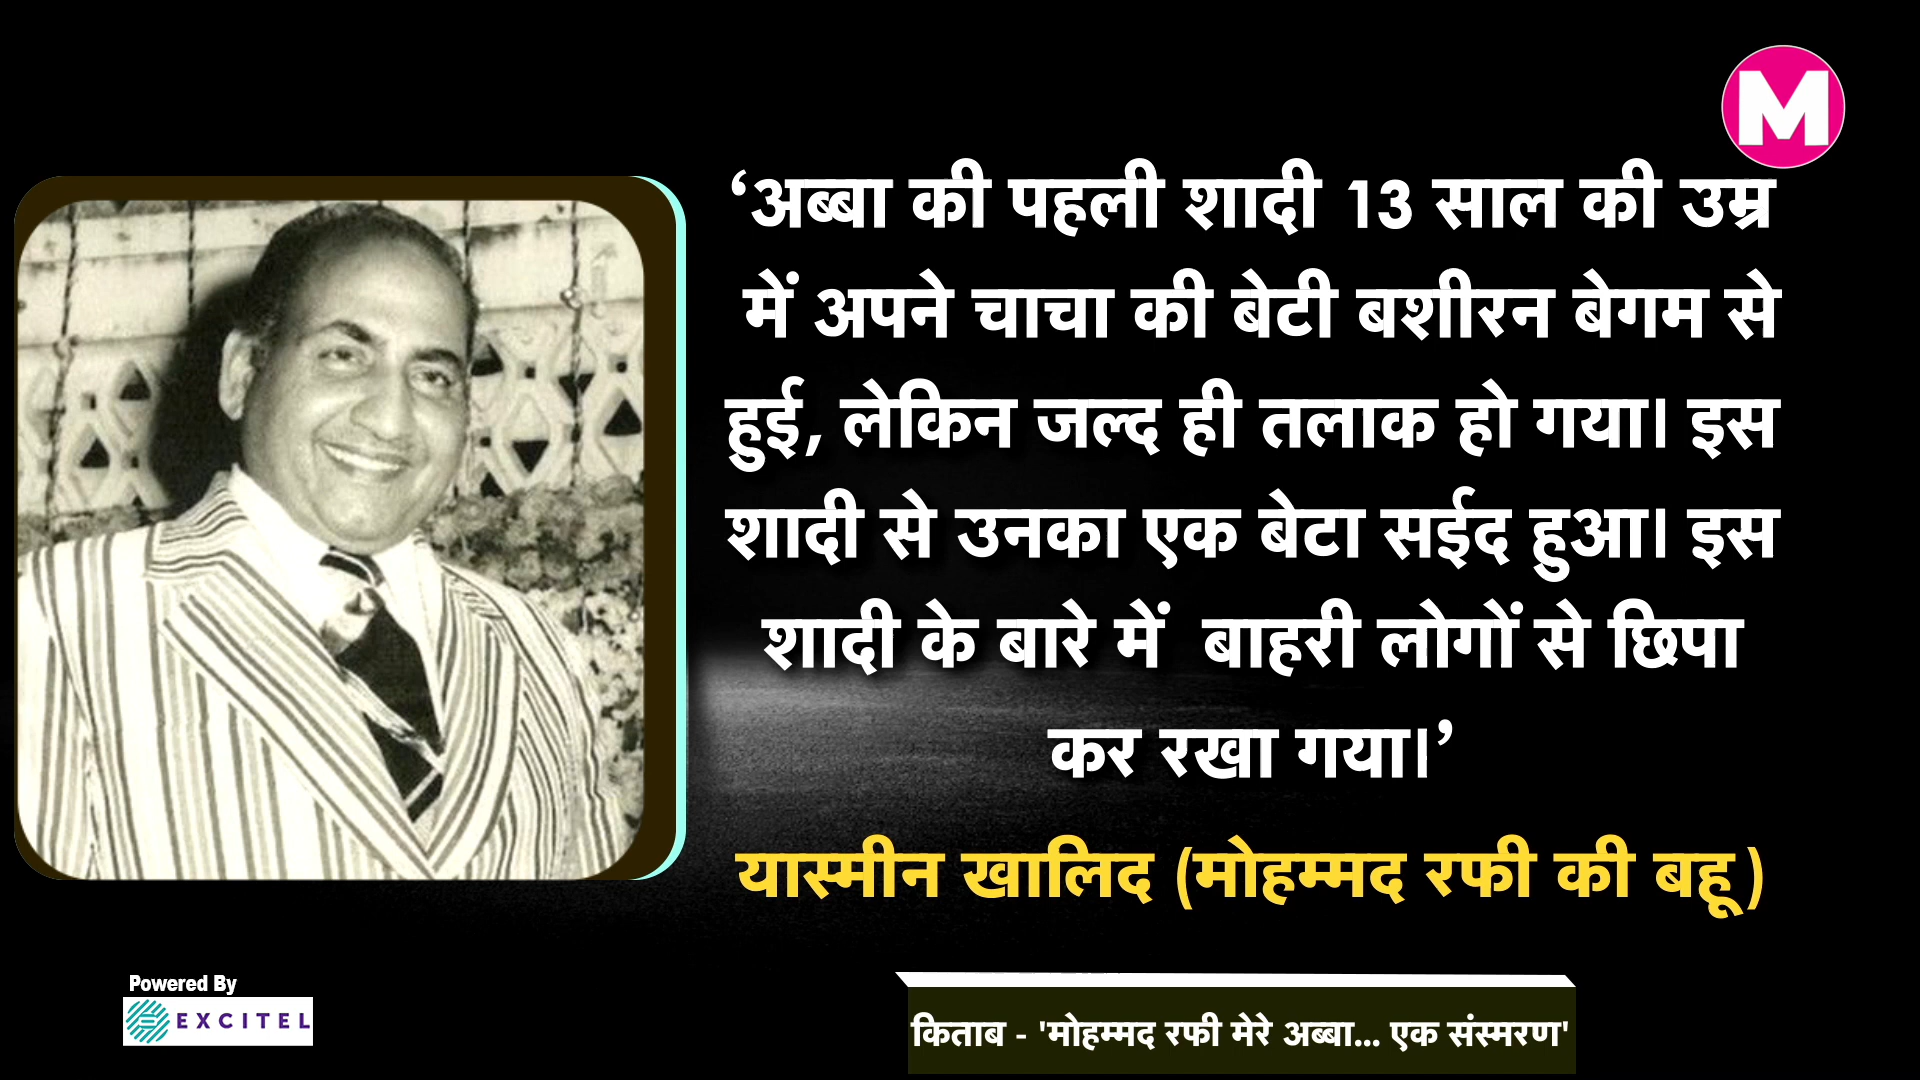 M
‘अब्बा की पहली शादी 13 साल की उम्र
में अपने चाचा की बेटी बशीरन बेगम से
हुई, लेकिन जल्द ही तलाक हो गया। इस
शादी से उनका एक बेटा सईद हुआ। इस
शादी के बारे में  बाहरी लोगों से छिपा
कर रखा गया।’
यास्मीन खालिद (मोहम्मद रफी की बहू)
Powered By
EXCITEL
किताब - 'मोहम्मद रफी मेरे अब्बा... एक संस्मरण'